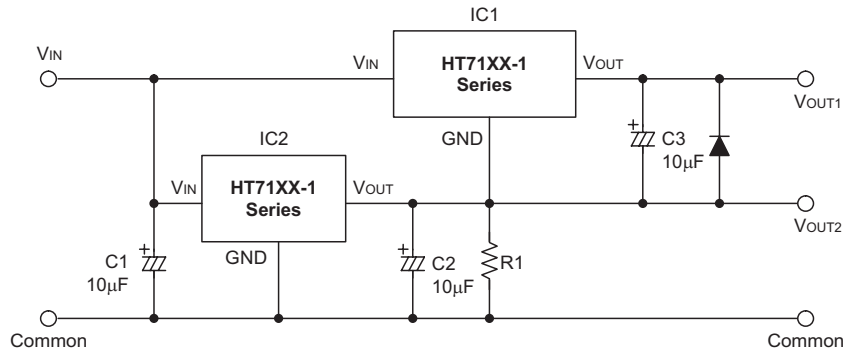 IC1
VIN
VIN
HT71XX-1
Series
VOUT
VOUT1
GND
C3
10μF
IC2
VIN
HT71XX-1
Series
VOUT
VOUT2
GND
C1
10μF
C2
10μF
R1
Common
Common